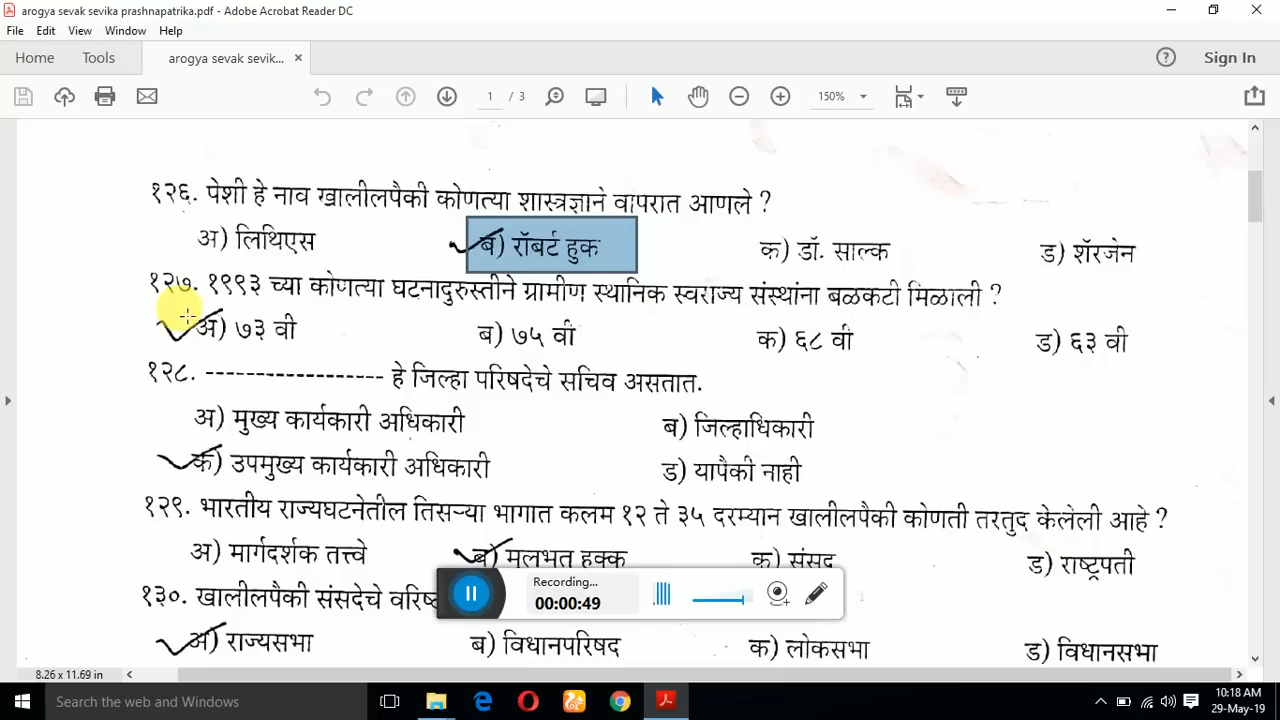 arogya sevak sevika prashnapatrika.pdf - Adobe Acrobat Reader DC
File Edit View Window Help
Home Tools arogya sevak sevik... × Sign In
1 / 3 150%
१२६. पेशी हे नाव खालीलपैकी कोणत्या शास्त्रज्ञाने वापरात आणले ?
अ) लिथिएस ब) रॉबर्ट हुक क) डॉ. साल्क ड) शॅरजेन
१२७. १९९३ च्या कोणत्या घटनादुरुस्तीने ग्रामीण स्थानिक स्वराज्य संस्थांना बळकटी मिळाली ?
अ) ७३ वी ब) ७५ वी क) ६८ वी ड) ६३ वी
१२८. ------------------- हे जिल्हा परिषदेचे सचिव असतात.
अ) मुख्य कार्यकारी अधिकारी ब) जिल्हाधिकारी
क) उपमुख्य कार्यकारी अधिकारी ड) यापैकी नाही
१२९. भारतीय राज्यघटनेतील तिसऱ्या भागात कलम १२ ते ३५ दरम्यान खालीलपैकी कोणती तरतुद केलेली आहे ?
अ) मार्गदर्शक तत्त्वे ब) मूलभूत हक्क क) संसद ड) राष्ट्रपती
१३०. खालीलपैकी संसदेचे
अ) राज्यसभा ब) विधानपरिषद क) लोकसभा ड) विधानसभा
Recording...
00:00:49
8.26 x 11.69 in
Search the web and Windows
10:18 AM
29-May-19